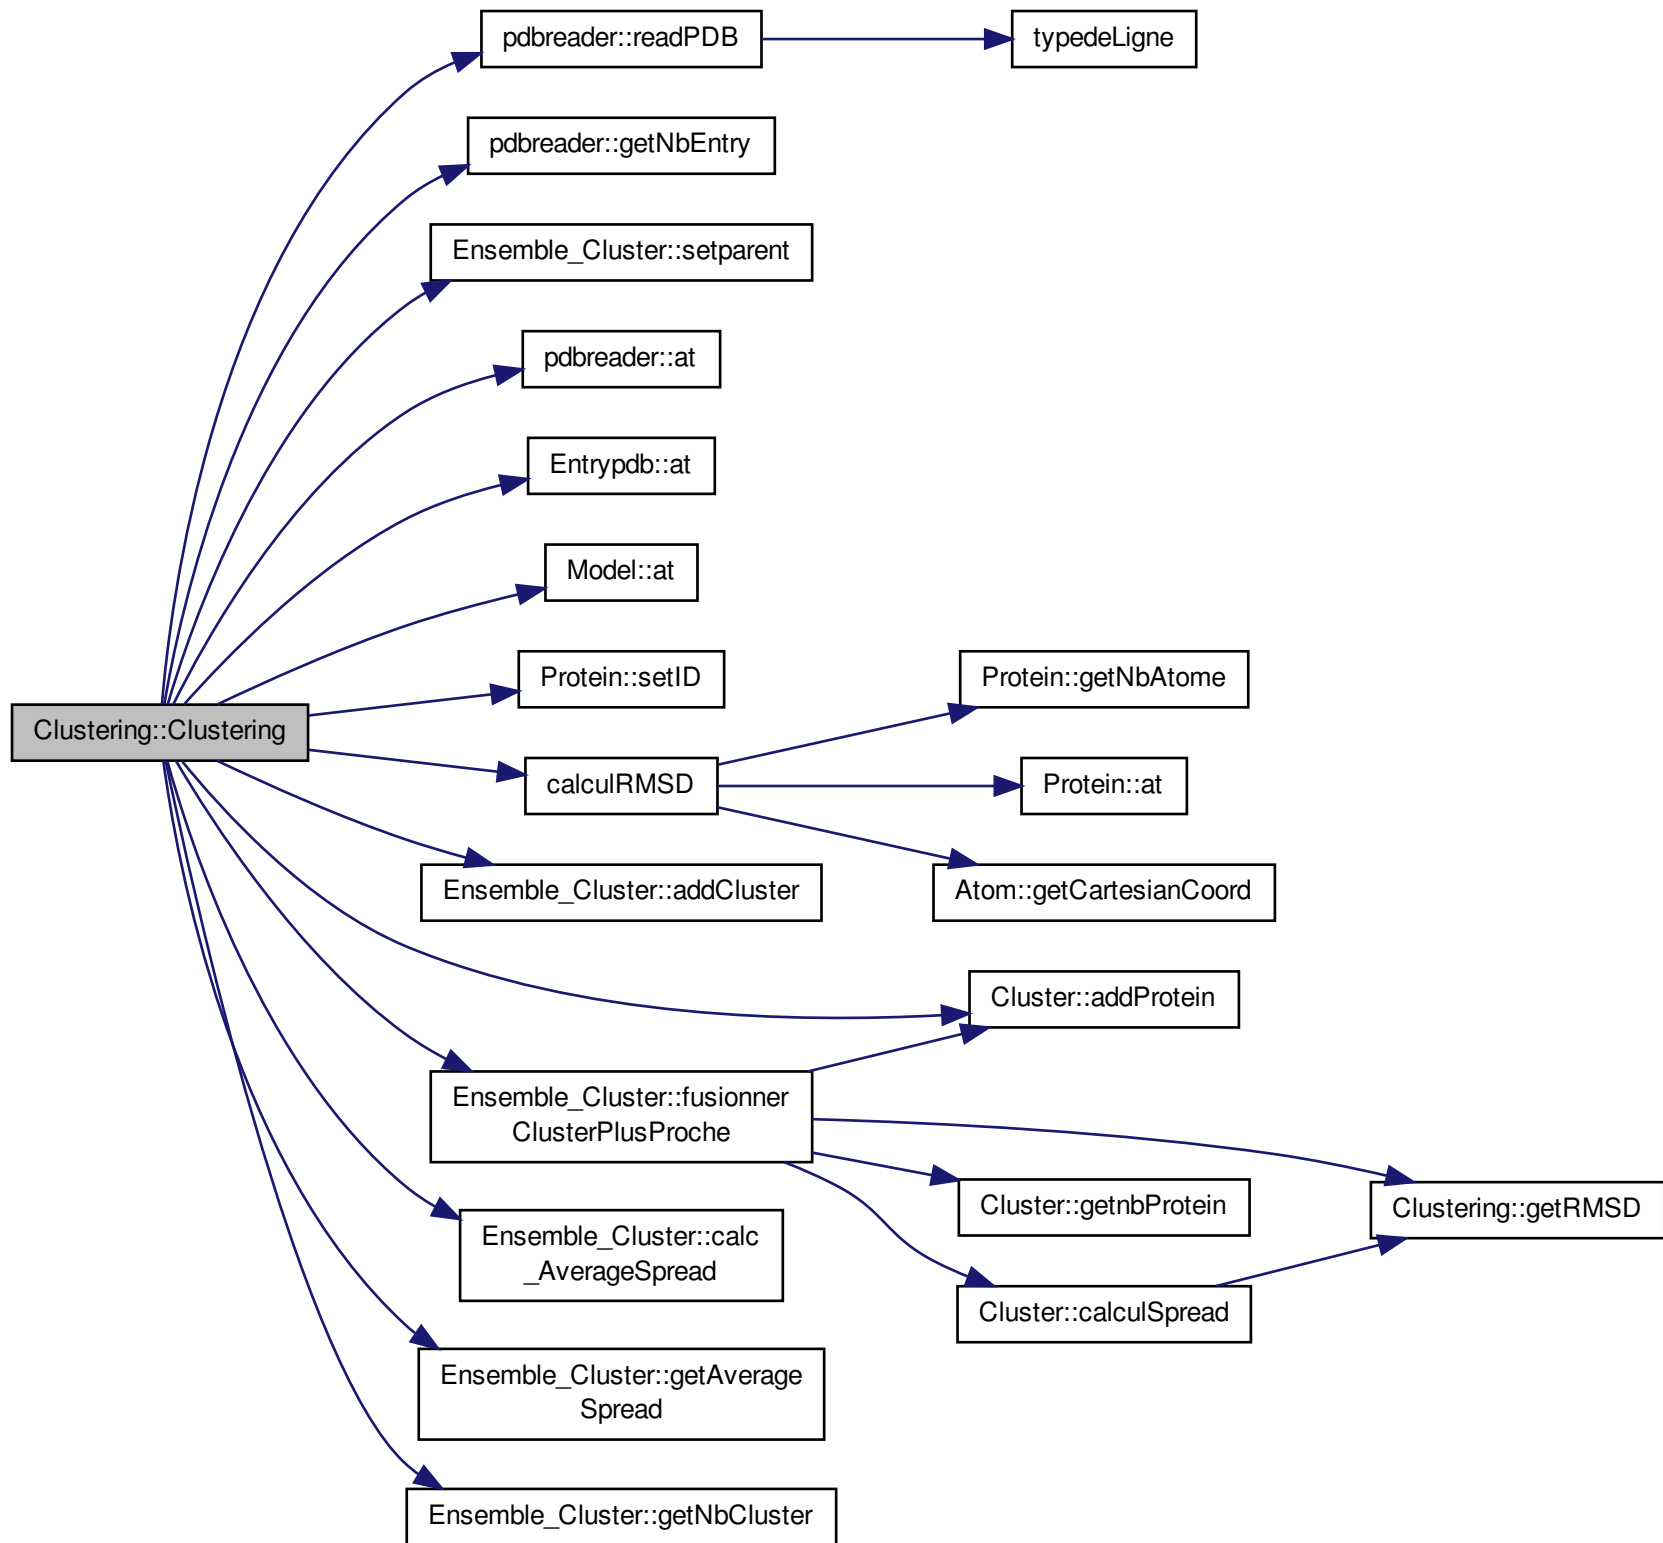 pdbreader::readPDB
typedeLigne
pdbreader::getNbEntry
Ensemble_Cluster::setparent
pdbreader::at
Entrypdb::at
Model::at
Protein::setID
Protein::getNbAtome
Clustering::Clustering
calculRMSD
Protein::at
Ensemble_Cluster::addCluster
Atom::getCartesianCoord
Cluster::addProtein
Ensemble_Cluster::fusionner
ClusterPlusProche
Cluster::getnbProtein
Clustering::getRMSD
Ensemble_Cluster::calc
_AverageSpread
Cluster::calculSpread
Ensemble_Cluster::getAverage
Spread
Ensemble_Cluster::getNbCluster